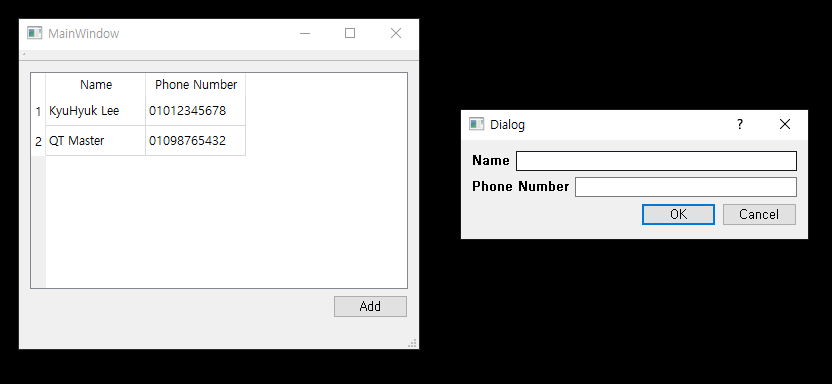 MainWindow
Name Phone Number
1 KyuHyuk Lee 01012345678
2 QT Master 01098765432
Add
Dialog ?
Name
Phone Number
OK Cancel